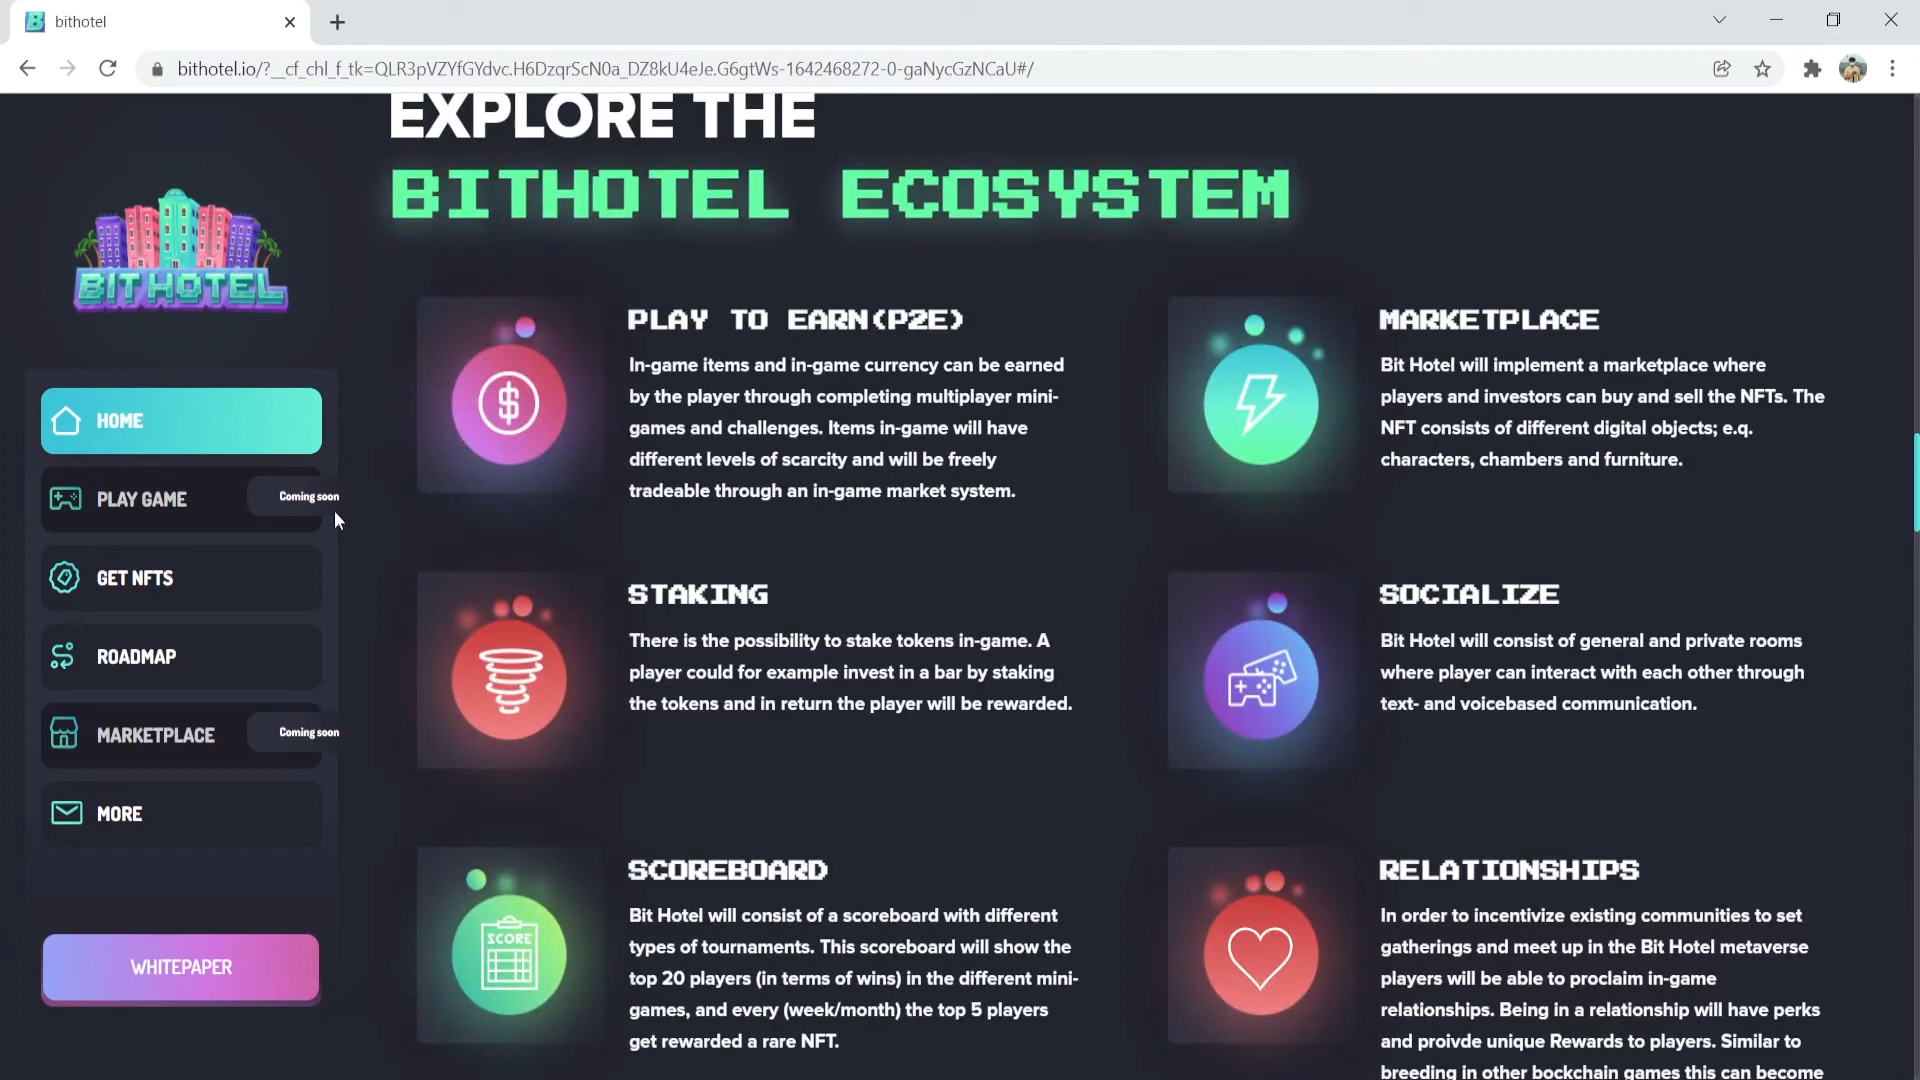 bithotel
bithotel.io/?__cf_chl_f_tk=QLR3pVZYfGYdvc.H6DzqrScN0a_DZ8kU4eJe.G6gtWs-1642468272-0-gaNycGzNCaU#/
EXPLORE THE
BITHOTEL ECOSYSTEM
BIT HOTEL
HOME
PLAY GAME
Coming soon
GET NFTS
ROADMAP
MARKETPLACE
Coming soon
MORE
WHITEPAPER
PLAY TO EARN(P2E)
In-game items and in-game currency can be earned
by the player through completing multiplayer mini-
games and challenges. Items in-game will have
different levels of scarcity and will be freely
tradeable through an in-game market system.
MARKETPLACE
Bit Hotel will implement a marketplace where
players and investors can buy and sell the NFTs. The
NFT consists of different digital objects; e.q.
characters, chambers and furniture.
STAKING
There is the possibility to stake tokens in-game. A
player could for example invest in a bar by staking
the tokens and in return the player will be rewarded.
SOCIALIZE
Bit Hotel will consist of general and private rooms
where player can interact with each other through
text- and voicebased communication.
SCORE
SCOREBOARD
Bit Hotel will consist of a scoreboard with different
types of tournaments. This scoreboard will show the
top 20 players (in terms of wins) in the different mini-
games, and every (week/month) the top 5 players
get rewarded a rare NFT.
RELATIONSHIPS
In order to incentivize existing communities to set
gatherings and meet up in the Bit Hotel metaverse
players will be able to proclaim in-game
relationships. Being in a relationship will have perks
and proivde unique Rewards to players. Similar to
breeding in other bockchain games this can become